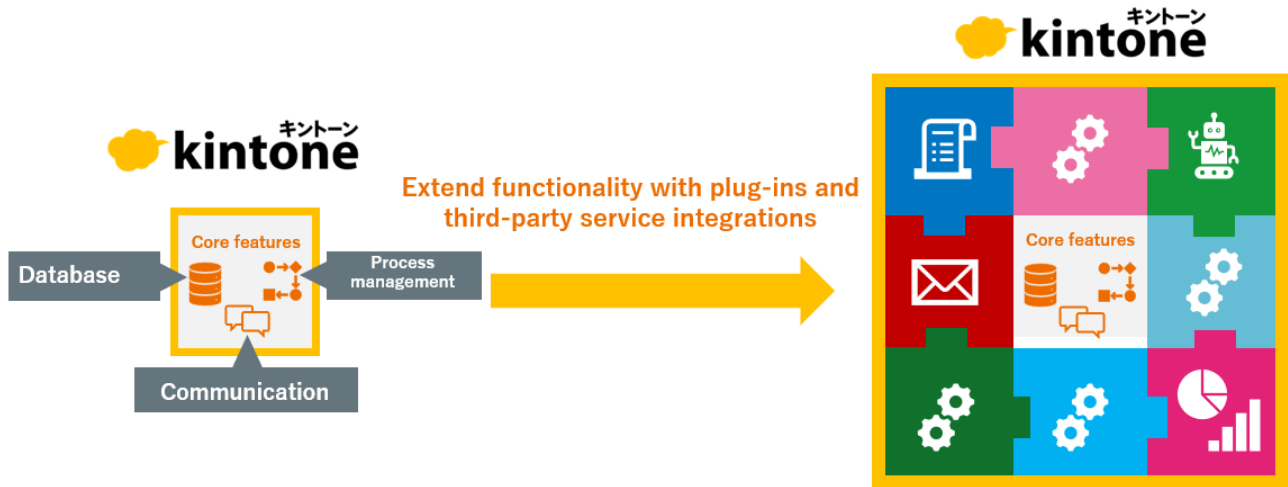 キントーン
kintone
Core features
Database
Process
management
Communication
Extend functionality with plug-ins and
third-party service integrations
キントーン
kintone
Core features